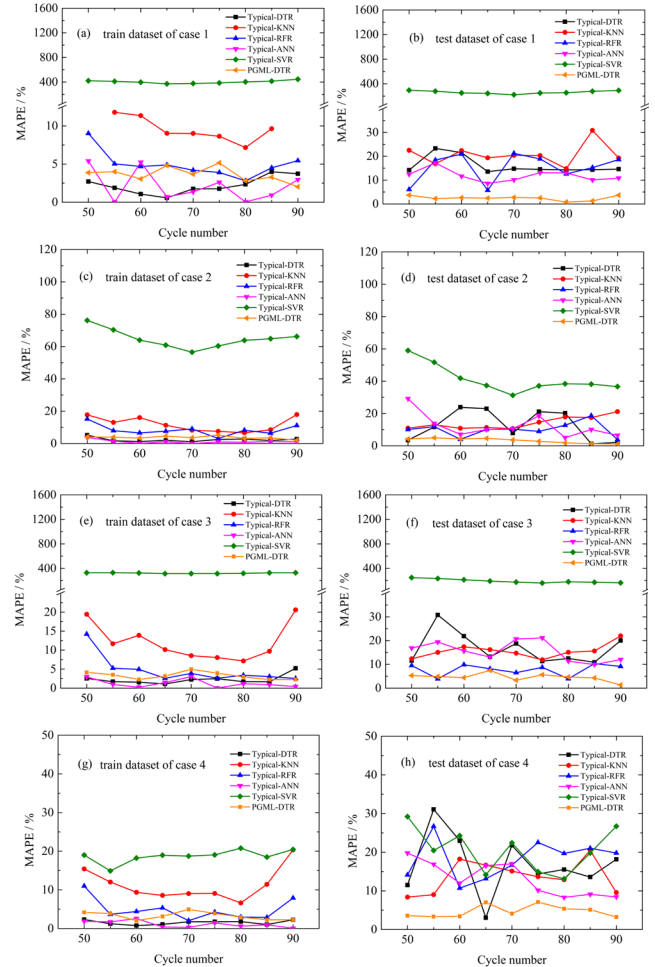 (a) train dataset of case 1
Typical-DTR
Typical-KNN
Typical-RFR
Typical-ANN
Typical-SVR
PGML-DTR
MAPE / %
1600
1200
800
400
10
5
0
50 60 70 80 90
Cycle number
(b) test dataset of case 1
Typical-DTR
Typical-KNN
Typical-RFR
Typical-ANN
Typical-SVR
PGML-DTR
MAPE / %
1600
1200
800
400
30
20
10
0
50 60 70 80 90
Cycle number
(c) train dataset of case 2
Typical-DTR
Typical-KNN
Typical-RFR
Typical-ANN
Typical-SVR
PGML-DTR
MAPE / %
120
100
80
60
40
20
0
50 60 70 80 90
Cycle number
(d) test dataset of case 2
Typical-DTR
Typical-KNN
Typical-RFR
Typical-ANN
Typical-SVR
PGML-DTR
MAPE / %
120
100
80
60
40
20
0
50 60 70 80 90
Cycle number
(e) train dataset of case 3
Typical-DTR
Typical-KNN
Typical-RFR
Typical-ANN
Typical-SVR
PGML-DTR
MAPE / %
1600
1200
800
400
20
15
10
5
0
50 60 70 80 90
Cycle number
(f) test dataset of case 3
Typical-DTR
Typical-KNN
Typical-RFR
Typical-ANN
Typical-SVR
PGML-DTR
MAPE / %
1600
1200
800
400
30
20
10
0
50 60 70 80 90
Cycle number
(g) train dataset of case 4
Typical-DTR
Typical-KNN
Typical-RFR
Typical-ANN
Typical-SVR
PGML-DTR
MAPE / %
50
40
30
20
10
0
50 60 70 80 90
Cycle number
(h) test dataset of case 4
Typical-DTR
Typical-KNN
Typical-RFR
Typical-ANN
Typical-SVR
PGML-DTR
MAPE / %
50
40
30
20
10
0
50 60 70 80 90
Cycle number